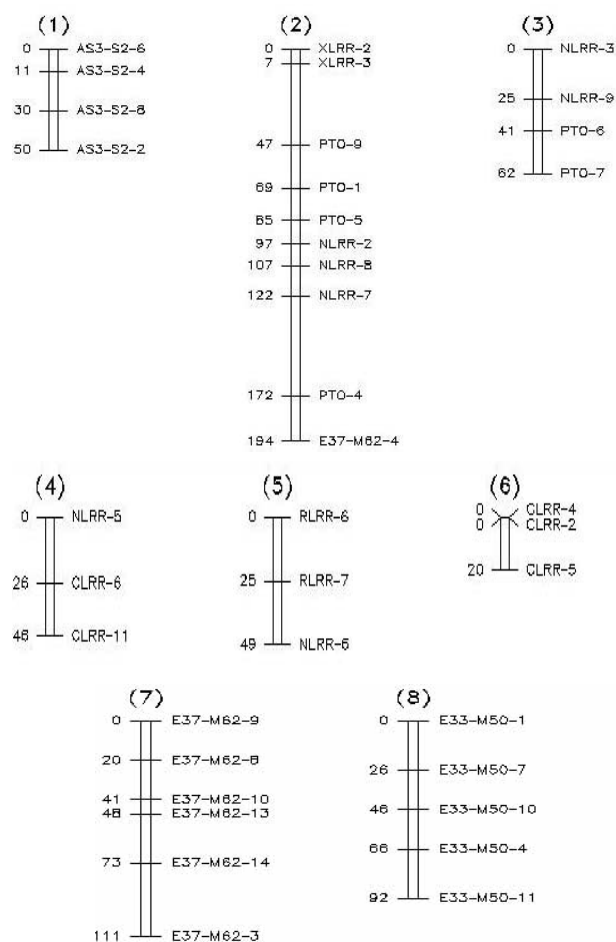 (1)
0 AS3-S2-6
11 AS3-S2-4
30 AS3-S2-8
50 AS3-S2-2
(2)
0 XLRR-2
7 XLRR-3
47 PTO-9
69 PTO-1
85 PTO-5
97 NLRR-2
107 NLRR-8
122 NLRR-7
172 PTO-4
194 E37-M62-4
(3)
0 NLRR-3
25 NLRR-9
41 PTO-6
62 PTO-7
(4)
0 NLRR-5
26 CLRR-6
46 CLRR-11
(5)
0 RLRR-6
25 RLRR-7
49 NLRR-6
(6)
0 CLRR-4
0 CLRR-2
20 CLRR-5
(7)
0 E37-M62-9
20 E37-M62-8
41 E37-M62-10
48 E37-M62-13
73 E37-M62-14
111 E37-M62-3
(8)
0 E33-M50-1
26 E33-M50-7
46 E33-M50-10
66 E33-M50-4
92 E33-M50-11